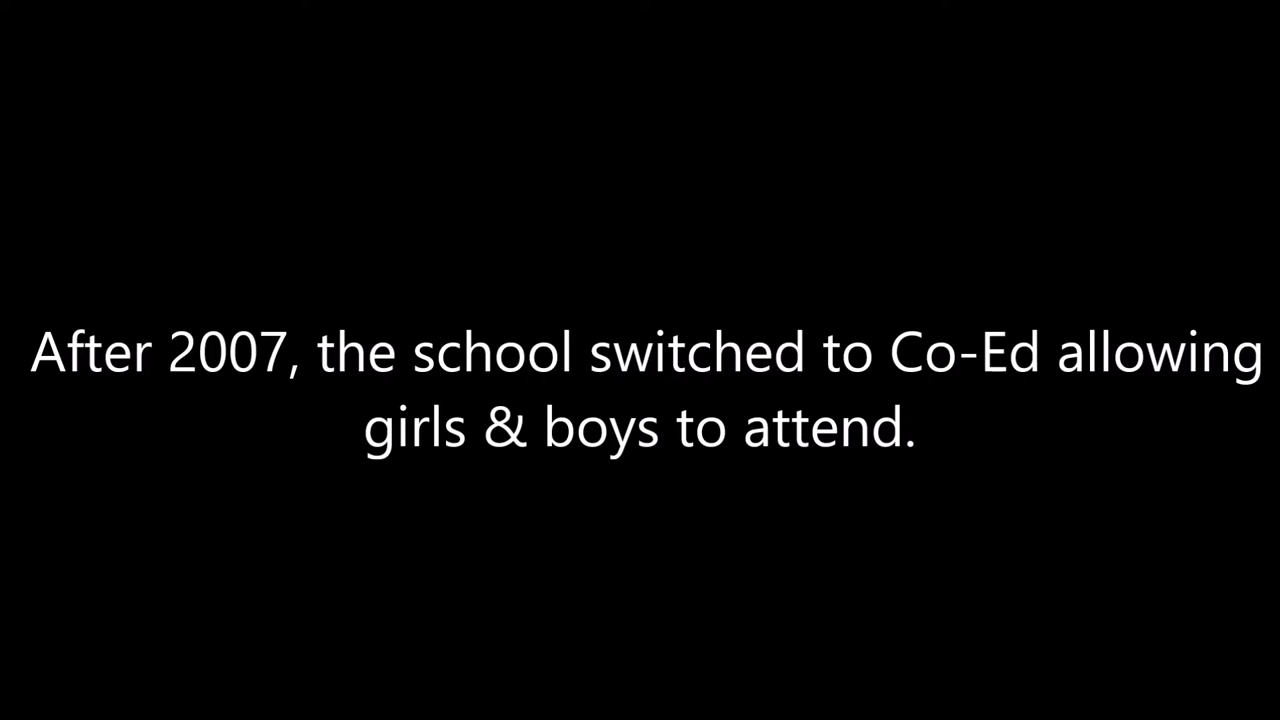 After 2007, the school switched to Co-Ed allowing
girls & boys to attend.